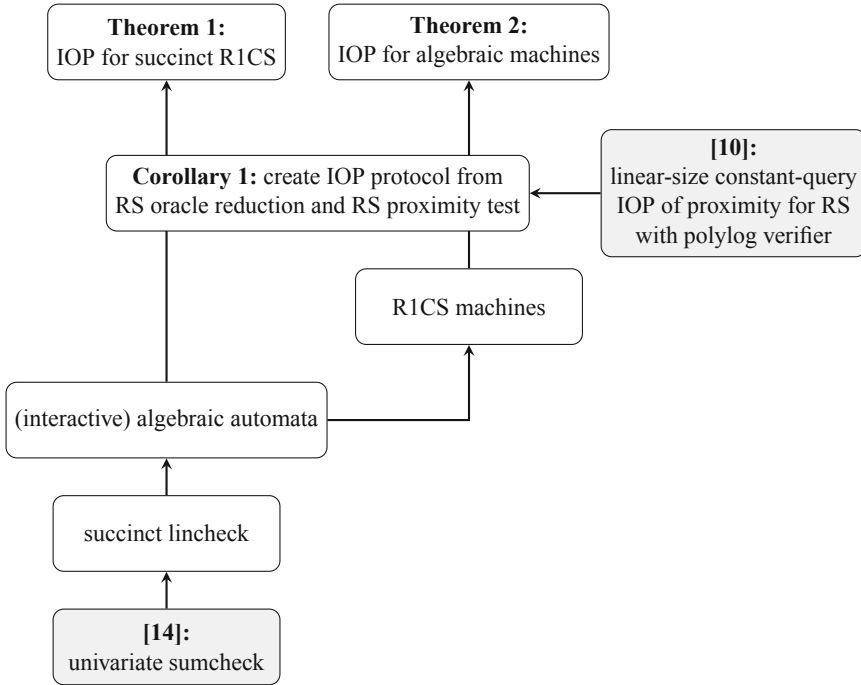 Theorem 1:
IOP for succinct R1CS
Theorem 2:
IOP for algebraic machines
Corollary 1: create IOP protocol from
RS oracle reduction and RS proximity test
[10]:
linear-size constant-query
IOP of proximity for RS
with polylog verifier
R1CS machines
(interactive) algebraic automata
succinct lincheck
[14]:
univariate sumcheck